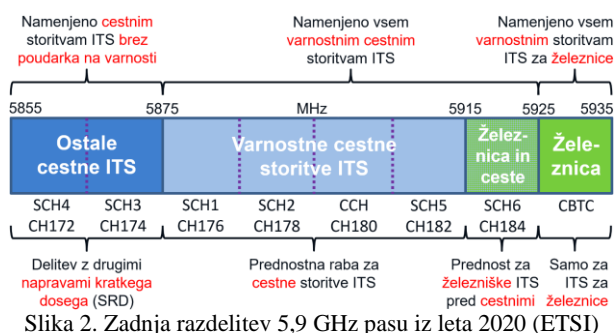 Namenjeno cestnim
storitvam ITS brez
poudarka na varnosti
Namenjeno vsem
varnostnim cestnim
storitvam ITS
Namenjeno vsem
varnostnim storitvam
ITS za železnice
5855
5875
MHz
5915
5925
5935
Ostale
cestne ITS
Varnostne cestne
storitve ITS
Želez-
nica in
ceste
Žele-
znica
SCH4
CH172
SCH3
CH174
SCH1
CH176
SCH2
CH178
CCH
CH180
SCH5
CH182
SCH6
CH184
CBTC
Delitev z drugimi
napravami kratkega
dosega (SRD)
Prednostna raba za
cestne storitve ITS
Prednost za
železniške ITS
pred cestnimi
Samo za
ITS za
železnice
Slika 2. Zadnja razdelitev 5,9 GHz pasu iz leta 2020 (ETSI)